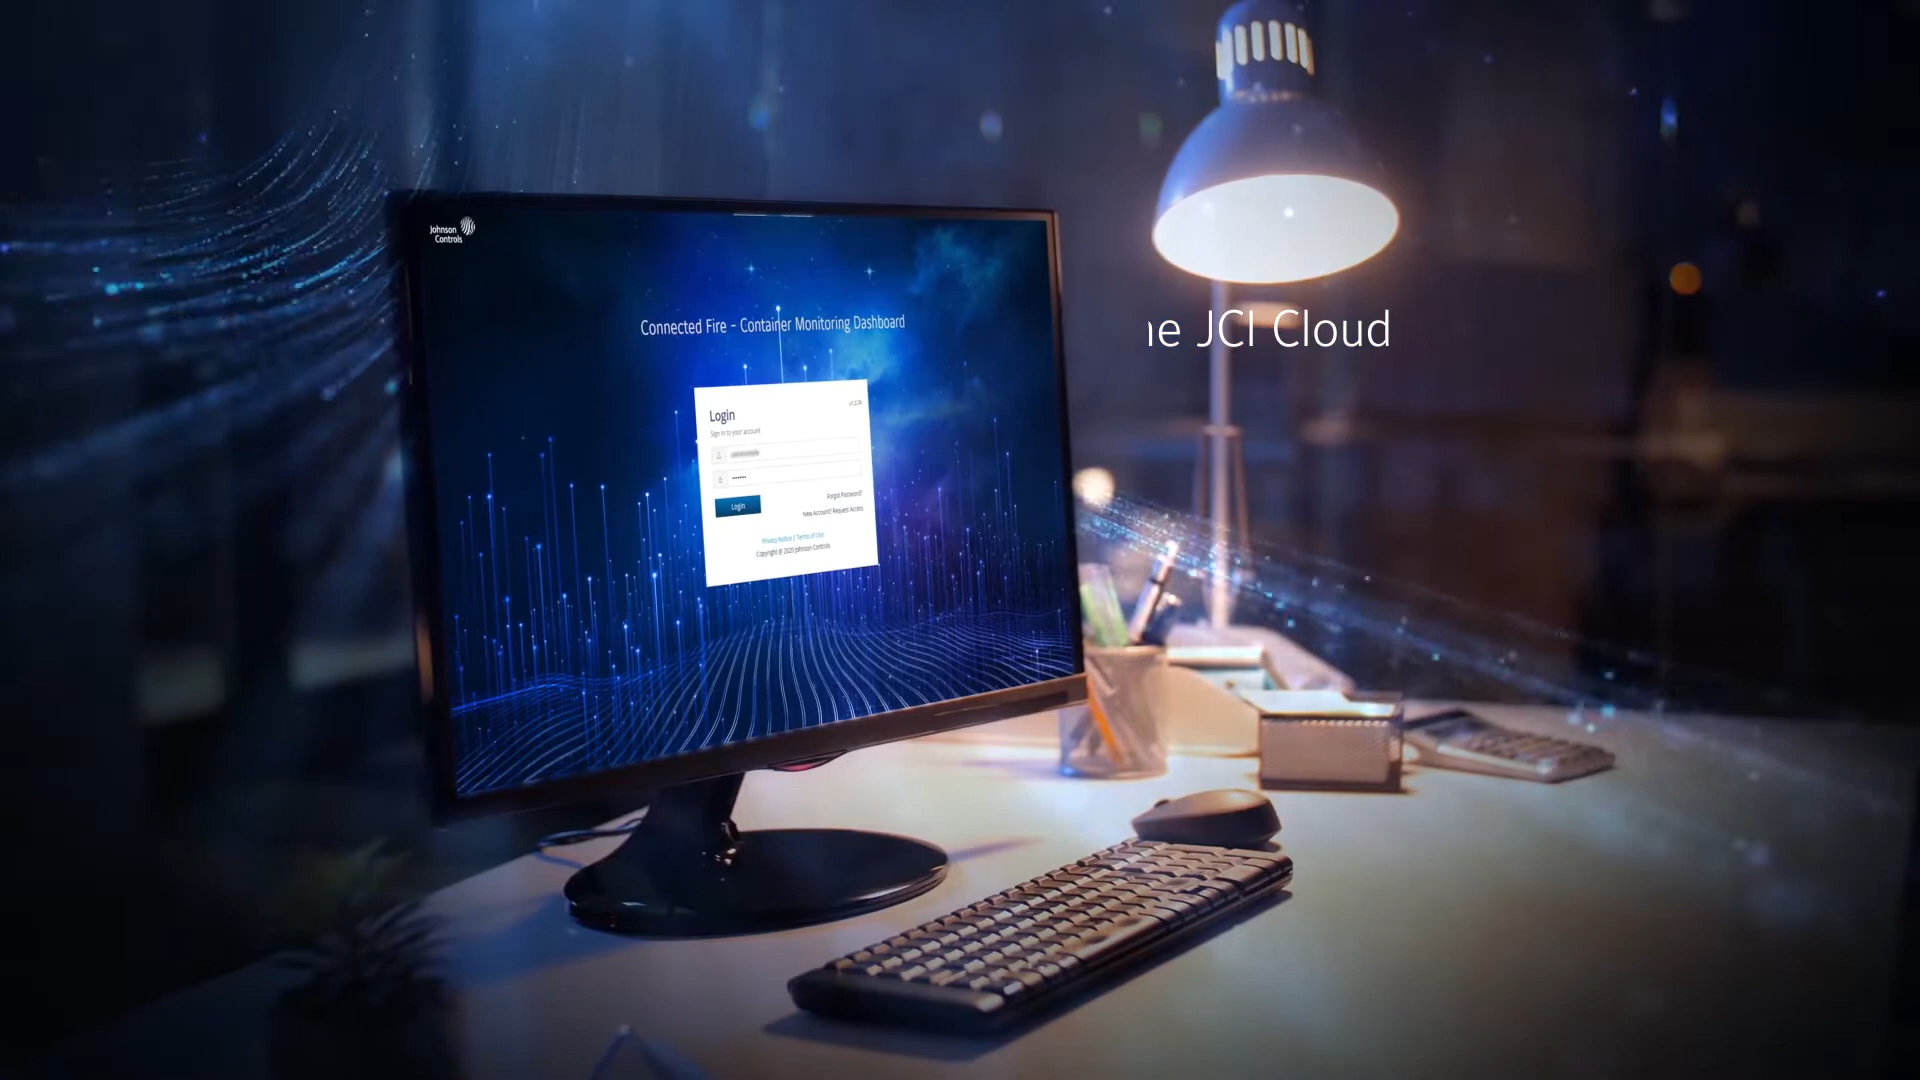 Johnson
Controls
Connected Fire - Container Monitoring Dashboard
Login
Sign in to your account
Login
Forgot Password?
New Account? Request Access
Privacy Notice | Terms of Use
Copyright @ 2020 Johnson Controls
e JCI Cloud